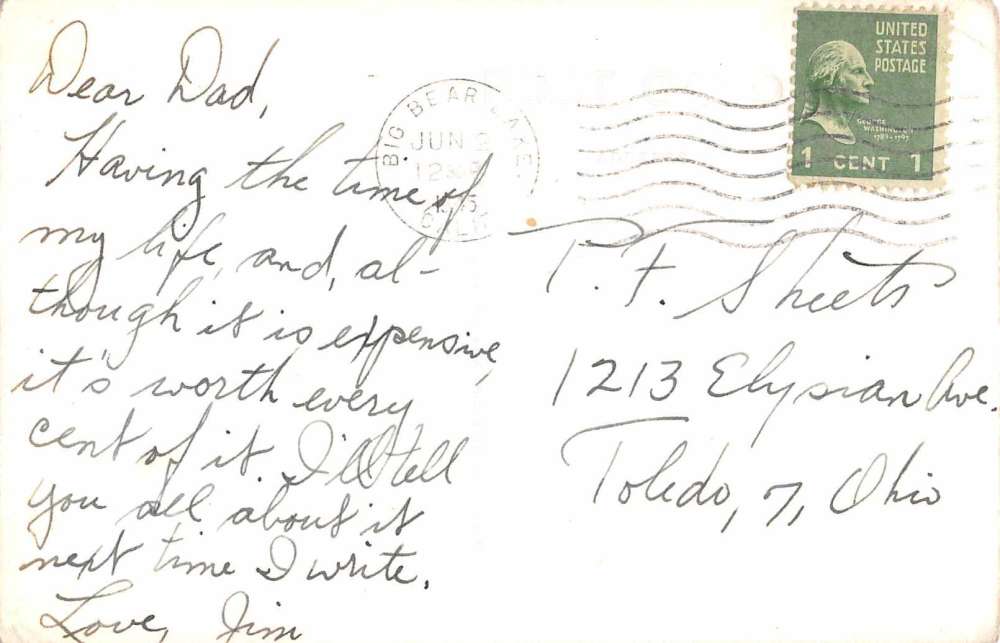 Dear Dad,
Having the time of
my life, and, al-
though it is expensive,
it's worth every
cent of it. I'll tell
you all about it
next time I write.
Love, Jim
BIG BEAR LAKE
JUN
CALIF
UNITED
STATES
POSTAGE
GEORGE
WASHINGTON
1789-1797
1 CENT 1
P. F. Sheets
1213 Elysian Ave.
Toledo, 7, Ohio